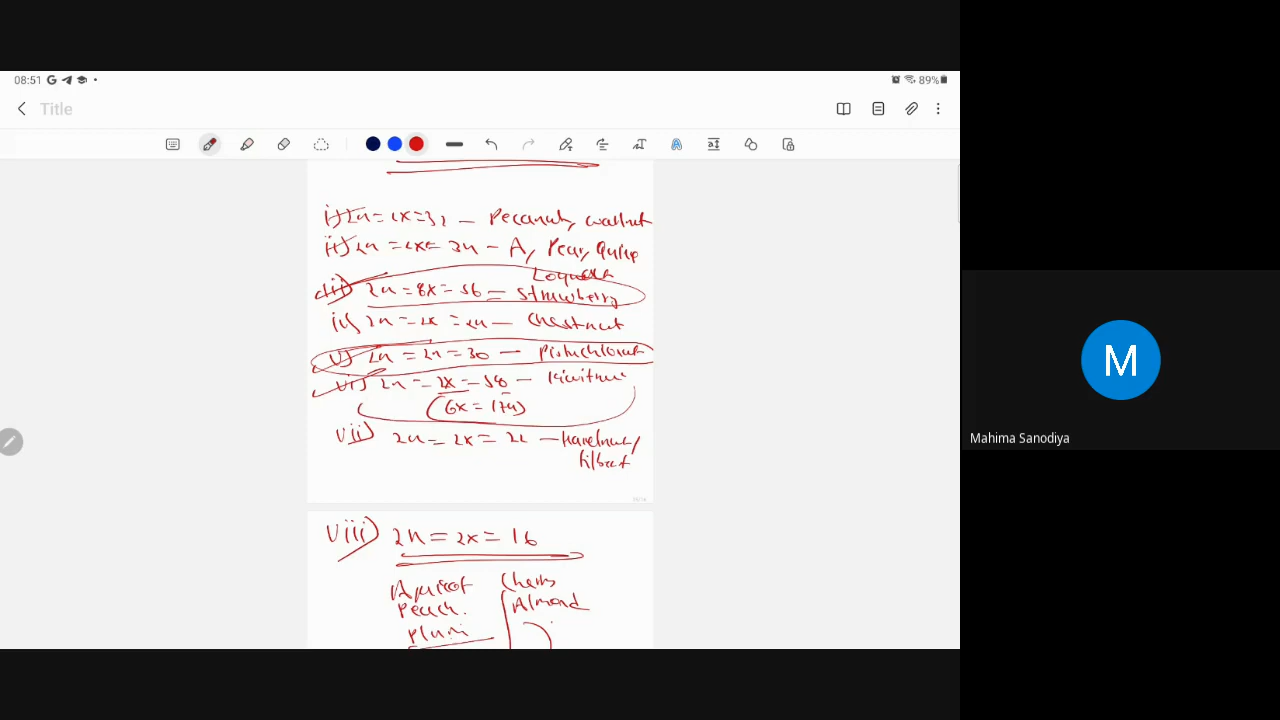 08:51 G
89%
Title
i) 2n = 2x = 32 — Pecannut, walnut
ii) 2n = 2x = 34 — A, Pear, Quince
Loquat
iii) 2n = 8x = 56 — Strawberry
iv) 2n = 2x = 24 — Chestnut
v) 2n = 2n = 30 — Pistachionut
vi) 2n = 2x = 58 — Kiwifruit
(6x = 174)
vii) 2n = 2x = 22 — Hazelnut/
filbert
viii) 2n = 2x = 16
Apricot Cherry
Peach. Almond
Plum
Mahima Sanodiya
M